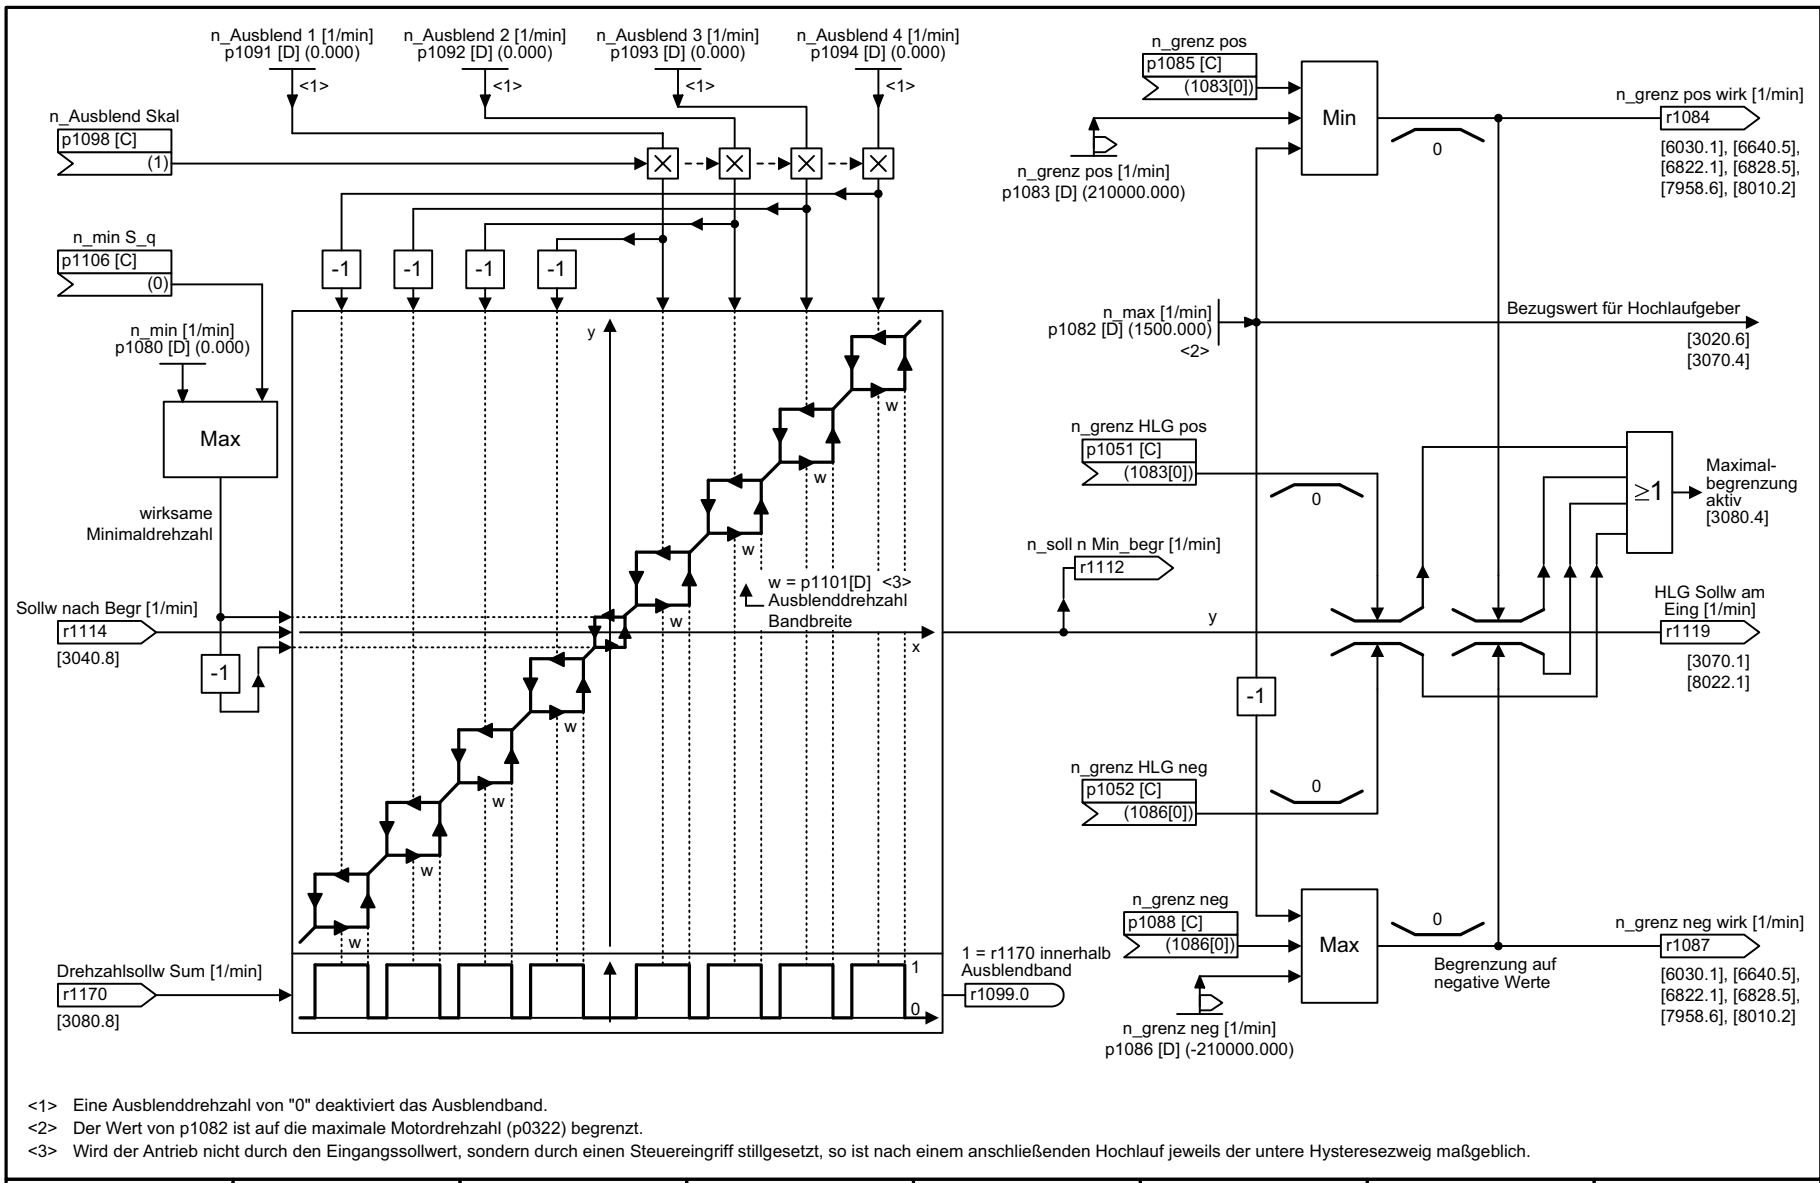 n_Ausblend 1 [1/min]
p1091 [D] (0.000)
<1>
n_Ausblend 2 [1/min]
p1092 [D] (0.000)
<1>
n_Ausblend 3 [1/min]
p1093 [D] (0.000)
<1>
n_Ausblend 4 [1/min]
p1094 [D] (0.000)
<1>
n_Ausblend Skal
p1098 [C]
(1)
n_min S_q
p1106 [C]
(0)
-1
-1
-1
-1
n_min [1/min]
p1080 [D] (0.000)
Max
wirksame
Minimaldrehzahl
Sollw nach Begr [1/min]
r1114
[3040.8]
-1
y
w
w
w
w
w = p1101[D] <3>
Ausblenddrehzahl
Bandbreite
x
w
w
w
w
Drehzahlsollw Sum [1/min]
r1170
[3080.8]
1
0
1 = r1170 innerhalb
Ausblendband
r1099.0
n_grenz pos
p1085 [C]
(1083[0])
n_grenz pos [1/min]
p1083 [D] (210000.000)
Min
0
n_grenz pos wirk [1/min]
r1084
[6030.1], [6640.5],
[6822.1], [6828.5],
[7958.6], [8010.2]
n_max [1/min]
p1082 [D] (1500.000)
<2>
Bezugswert für Hochlaufgeber
[3020.6]
[3070.4]
n_grenz HLG pos
p1051 [C]
(1083[0])
0
≥1
Maximal-
begrenzung
aktiv
[3080.4]
n_soll n Min_begr [1/min]
r1112
y
HLG Sollw am
Eing [1/min]
r1119
[3070.1]
[8022.1]
-1
n_grenz HLG neg
p1052 [C]
(1086[0])
0
n_grenz neg
p1088 [C]
(1086[0])
n_grenz neg [1/min]
p1086 [D] (-210000.000)
Max
0
Begrenzung auf
negative Werte
n_grenz neg wirk [1/min]
r1087
[6030.1], [6640.5],
[6822.1], [6828.5],
[7958.6], [8010.2]
<1> Eine Ausblenddrehzahl von "0" deaktiviert das Ausblendband.
<2> Der Wert von p1082 ist auf die maximale Motordrehzahl (p0322) begrenzt.
<3> Wird der Antrieb nicht durch den Eingangssollwert, sondern durch einen Steuereingriff stillgesetzt, so ist nach einem anschließenden Hochlauf jeweils der untere Hysteresezweig maßgeblich.